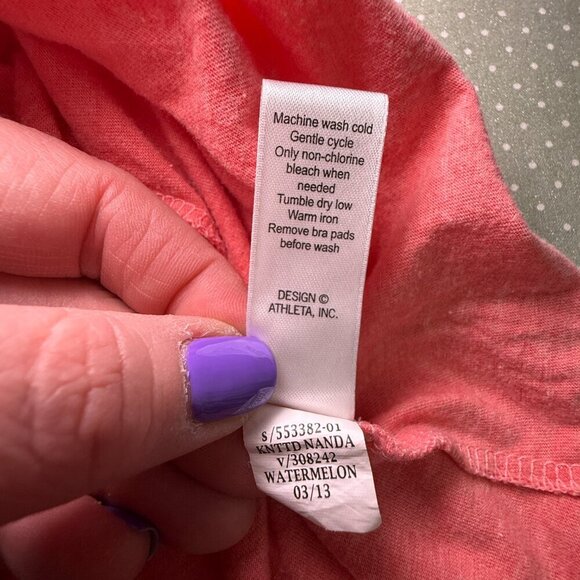 Machine wash cold
Gentle cycle
Only non-chlorine
bleach when
needed
Tumble dry low
Warm iron
Remove bra pads
before wash
DESIGN ©
ATHLETA, INC.
S/553382-01
KNTTD NANDA
V/308242
WATERMELON
03/13